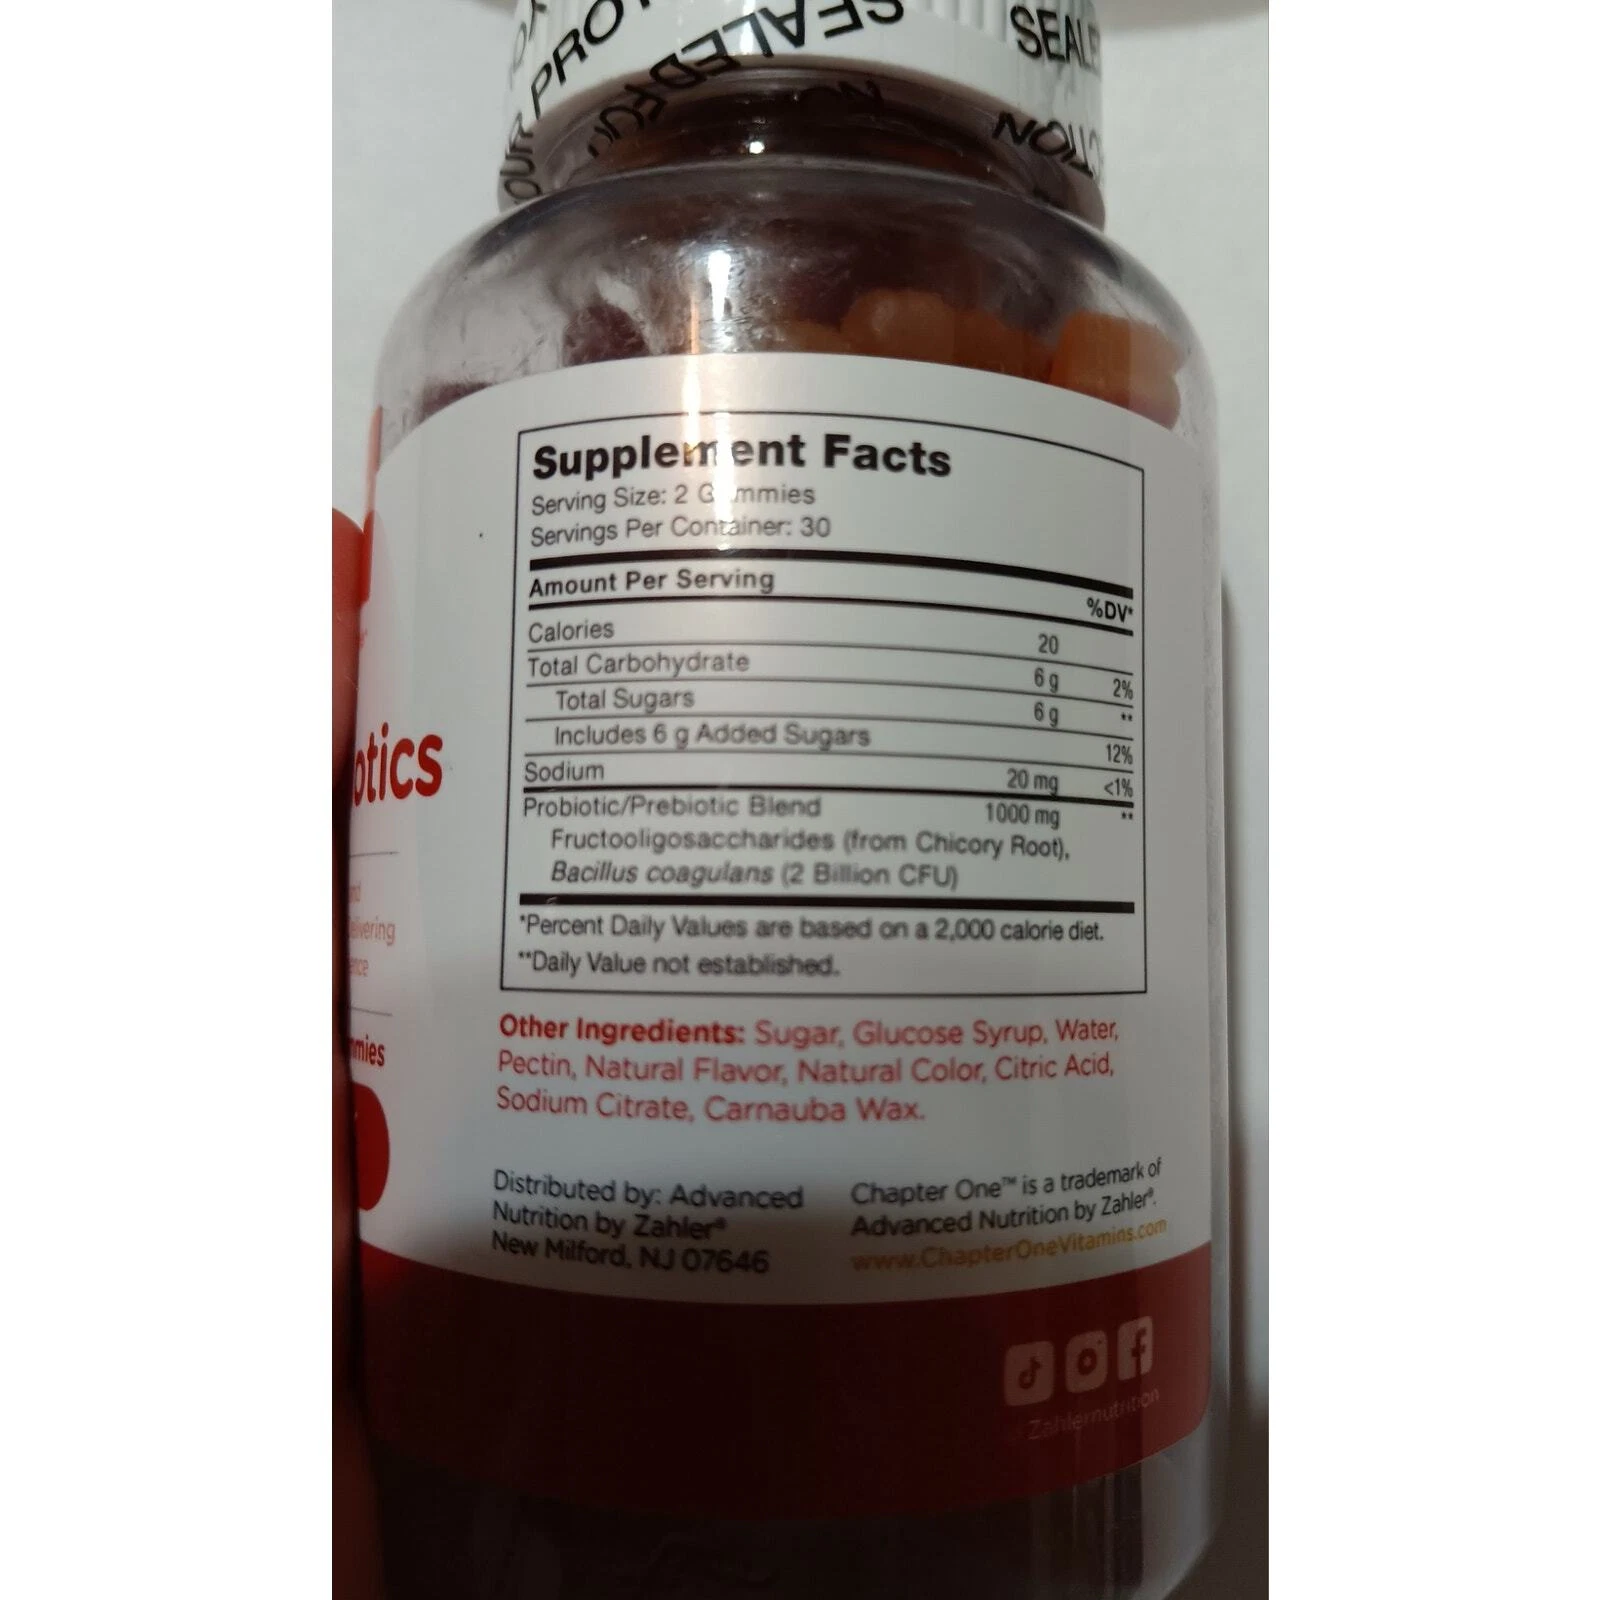 OUR PRO
SEALED FOR
SEALED
Supplement Facts
Serving Size: 2 Gummies
Servings Per Container: 30
Amount Per Serving %DV*
Calories 20
Total Carbohydrate 6 g 2%
Total Sugars 6 g **
Includes 6 g Added Sugars 12%
Sodium 20 mg <1%
Probiotic/Prebiotic Blend 1000 mg **
Fructooligosaccharides (from Chicory Root),
Bacillus coagulans (2 Billion CFU)
*Percent Daily Values are based on a 2,000 calorie diet.
**Daily Value not established.
Other Ingredients: Sugar, Glucose Syrup, Water,
Pectin, Natural Flavor, Natural Color, Citric Acid,
Sodium Citrate, Carnauba Wax.
Distributed by: Advanced
Nutrition by Zahler®
New Milford, NJ 07646
Chapter One™ is a trademark of
Advanced Nutrition by Zahler®.
www.ChapterOneVitamins.com
Zahlernutrition
otics
elivering